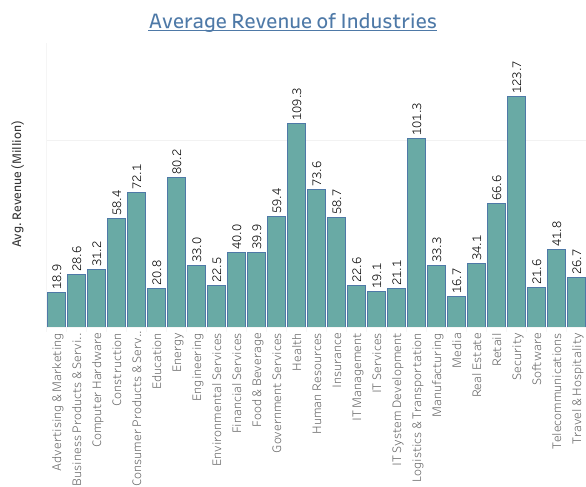 Average Revenue of Industries
Avg. Revenue (Million)
18.9
28.6
31.2
58.4
72.1
20.8
80.2
33.0
22.5
40.0
39.9
59.4
109.3
73.6
58.7
22.6
19.1
21.1
101.3
33.3
16.7
34.1
66.6
123.7
21.6
41.8
26.7
Advertising & Marketing
Business Products & Servi..
Computer Hardware
Construction
Consumer Products & Serv..
Education
Energy
Engineering
Environmental Services
Financial Services
Food & Beverage
Government Services
Health
Human Resources
Insurance
IT Management
IT Services
IT System Development
Logistics & Transportation
Manufacturing
Media
Real Estate
Retail
Security
Software
Telecommunications
Travel & Hospitality